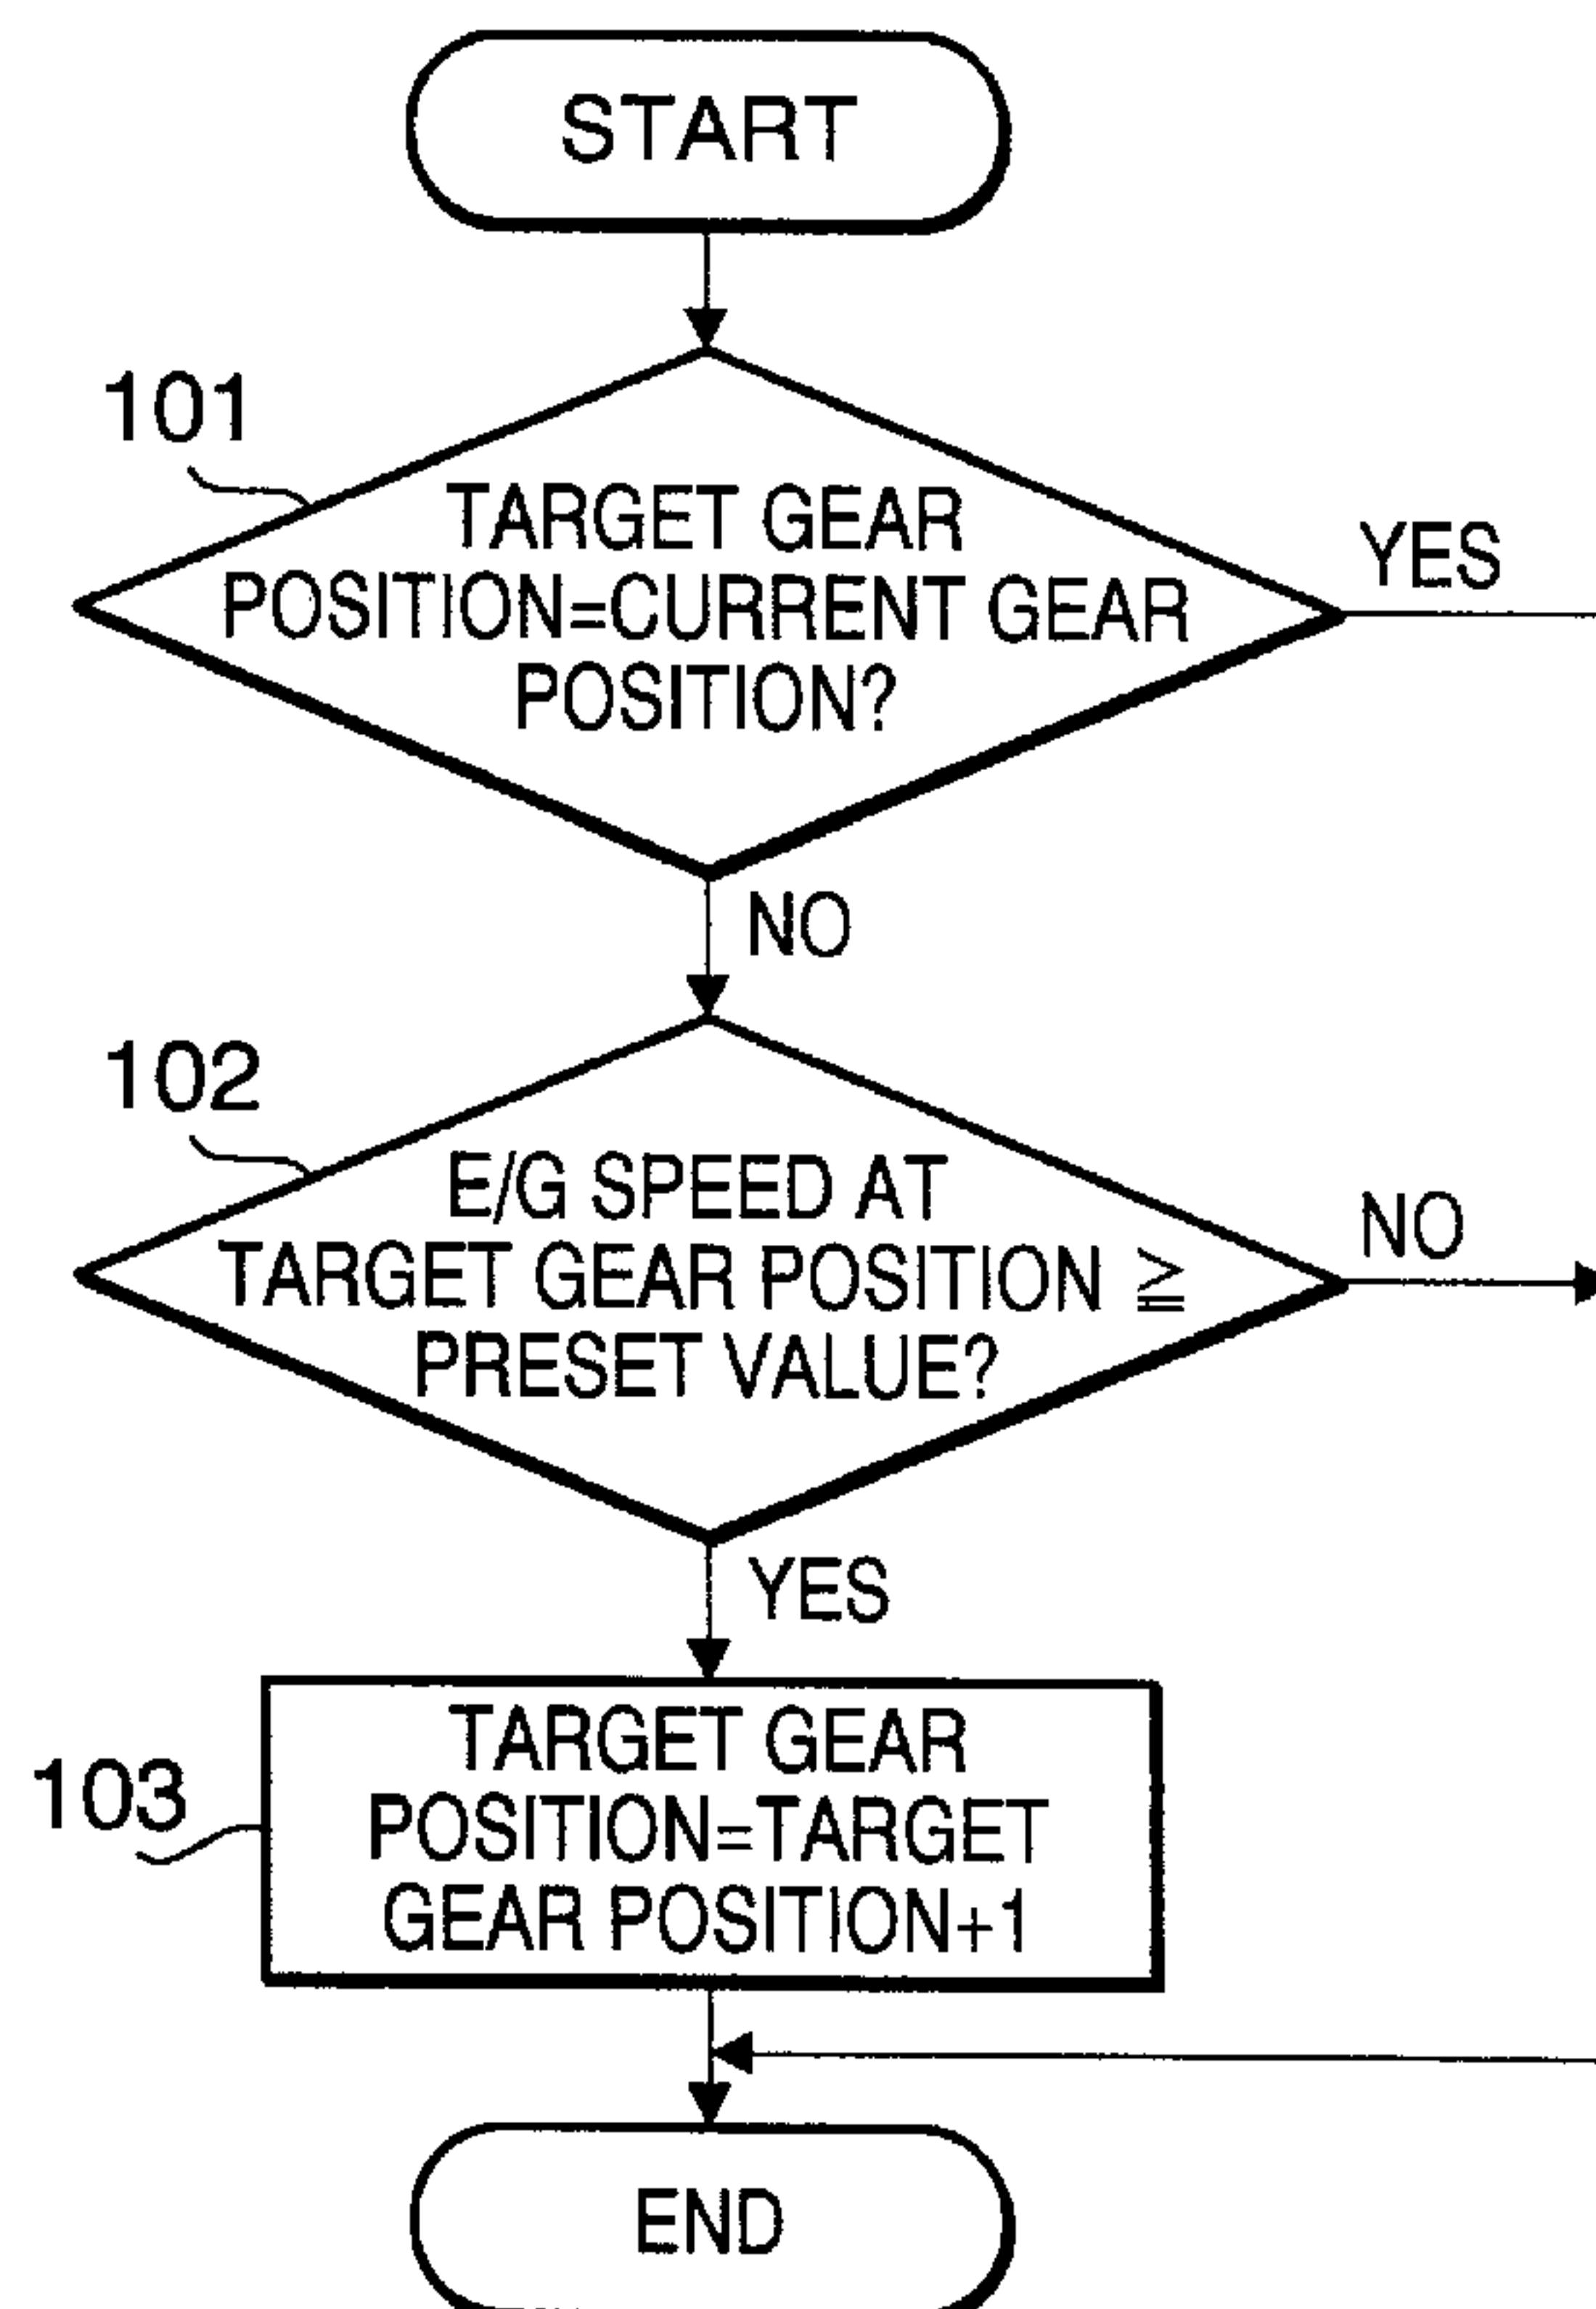 START
101
TARGET GEAR
POSITION=CURRENT GEAR
POSITION?
YES
NO
102
E/G SPEED AT
TARGET GEAR POSITION ≧
PRESET VALUE?
NO
YES
103
TARGET GEAR
POSITION=TARGET
GEAR POSITION+1
END